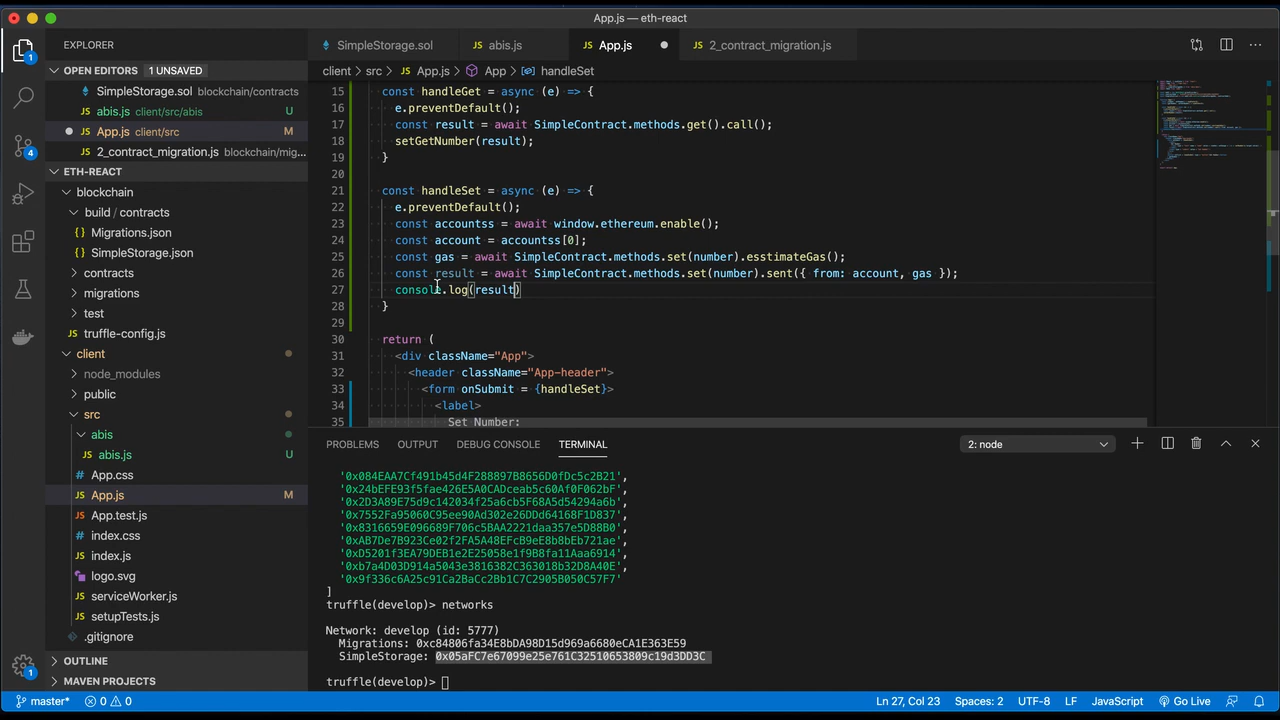 App.js — eth-react
EXPLORER
SimpleStorage.sol
abis.js
App.js
2_contract_migration.js
OPEN EDITORS
1 UNSAVED
SimpleStorage.sol blockchain/contracts
abis.js client/src/abis U
App.js client/src M
2_contract_migration.js blockchain/mig...
ETH-REACT
blockchain
build / contracts
Migrations.json
SimpleStorage.json
contracts
migrations
test
truffle-config.js
client
node_modules
public
src
abis
abis.js U
App.css
App.js M
App.test.js
index.css
index.js
logo.svg
serviceWorker.js
setupTests.js
.gitignore
OUTLINE
MAVEN PROJECTS
1
4
1
client > src > App.js > App > handleSet
15 const handleGet = async (e) => {
16 e.preventDefault();
17 const result = await SimpleContract.methods.get().call();
18 setGetNumber(result);
19 }
20
21 const handleSet = async (e) => {
22 e.preventDefault();
23 const accountss = await window.ethereum.enable();
24 const account = accountss[0];
25 const gas = await SimpleContract.methods.set(number).esstimateGas();
26 const result = await SimpleContract.methods.set(number).sent({ from: account, gas });
27 console.log(result)
28 }
29
30 return (
31 <div className="App">
32 <header className="App-header">
33 <form onSubmit = {handleSet}>
34 <label>
35 Set Number:
PROBLEMS OUTPUT DEBUG CONSOLE TERMINAL
2: node
'0x084EAA7Cf491b45d4F288897B8656D0fDc5c2B21',
'0x24bEFE93f5fae426E5A0CADceab5c60Af0F062bF',
'0x2D3A89E75d9c142034f25a6cb5F68A5d54294a6b',
'0x7552Fa95060C95ee90Ad302e26DDd64168F1D837',
'0x8316659E096689F706c5BAA2221daa357e5D88B0',
'0xAB7De7B923Ce02f2FA5A48EFcB9eE8b8bEb721ae',
'0xD5201f3EA79DEB1e2E25058e1f9B8fa11Aaa6914',
'0xb7a4D03D914a5043e3816382C363018b32D8A40E',
'0x9f336c6A25c91Ca2BaCc2Bb1C7C2905B050C57F7'
]
truffle(develop)> networks
Network: develop (id: 5777)
Migrations: 0xc84806fa34E8bDA98D15d969a6680eCA1E363E59
SimpleStorage: 0x05aFC7e67099e25e761C32510653809c19d3DD3C
truffle(develop)>
master*
0 0
Ln 27, Col 23
Spaces: 2
UTF-8
LF
JavaScript
Go Live